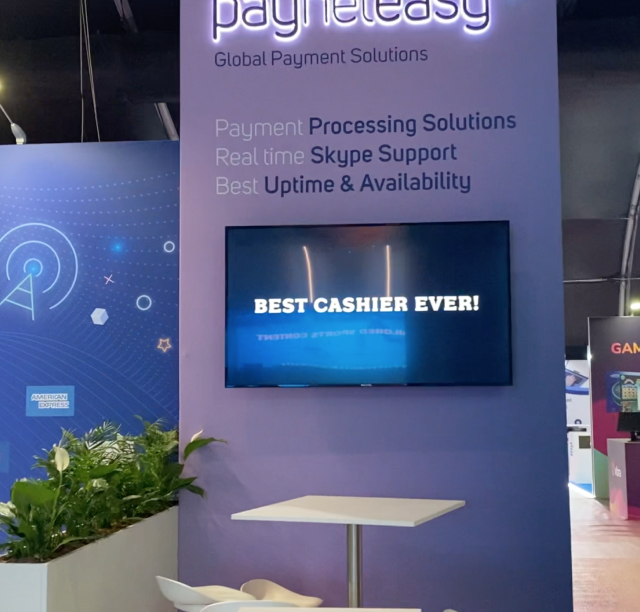 payneteasy
Global Payment Solutions
Payment Processing Solutions
Real time Skype Support
Best Uptime & Availability
BEST CASHIER EVER!
AMERICAN
EXPRESS
GAM